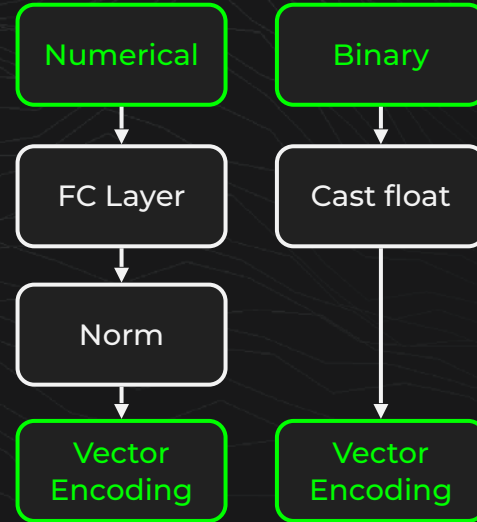 Numerical
FC Layer
Norm
Vector
Encoding
Binary
Cast float
Vector
Encoding